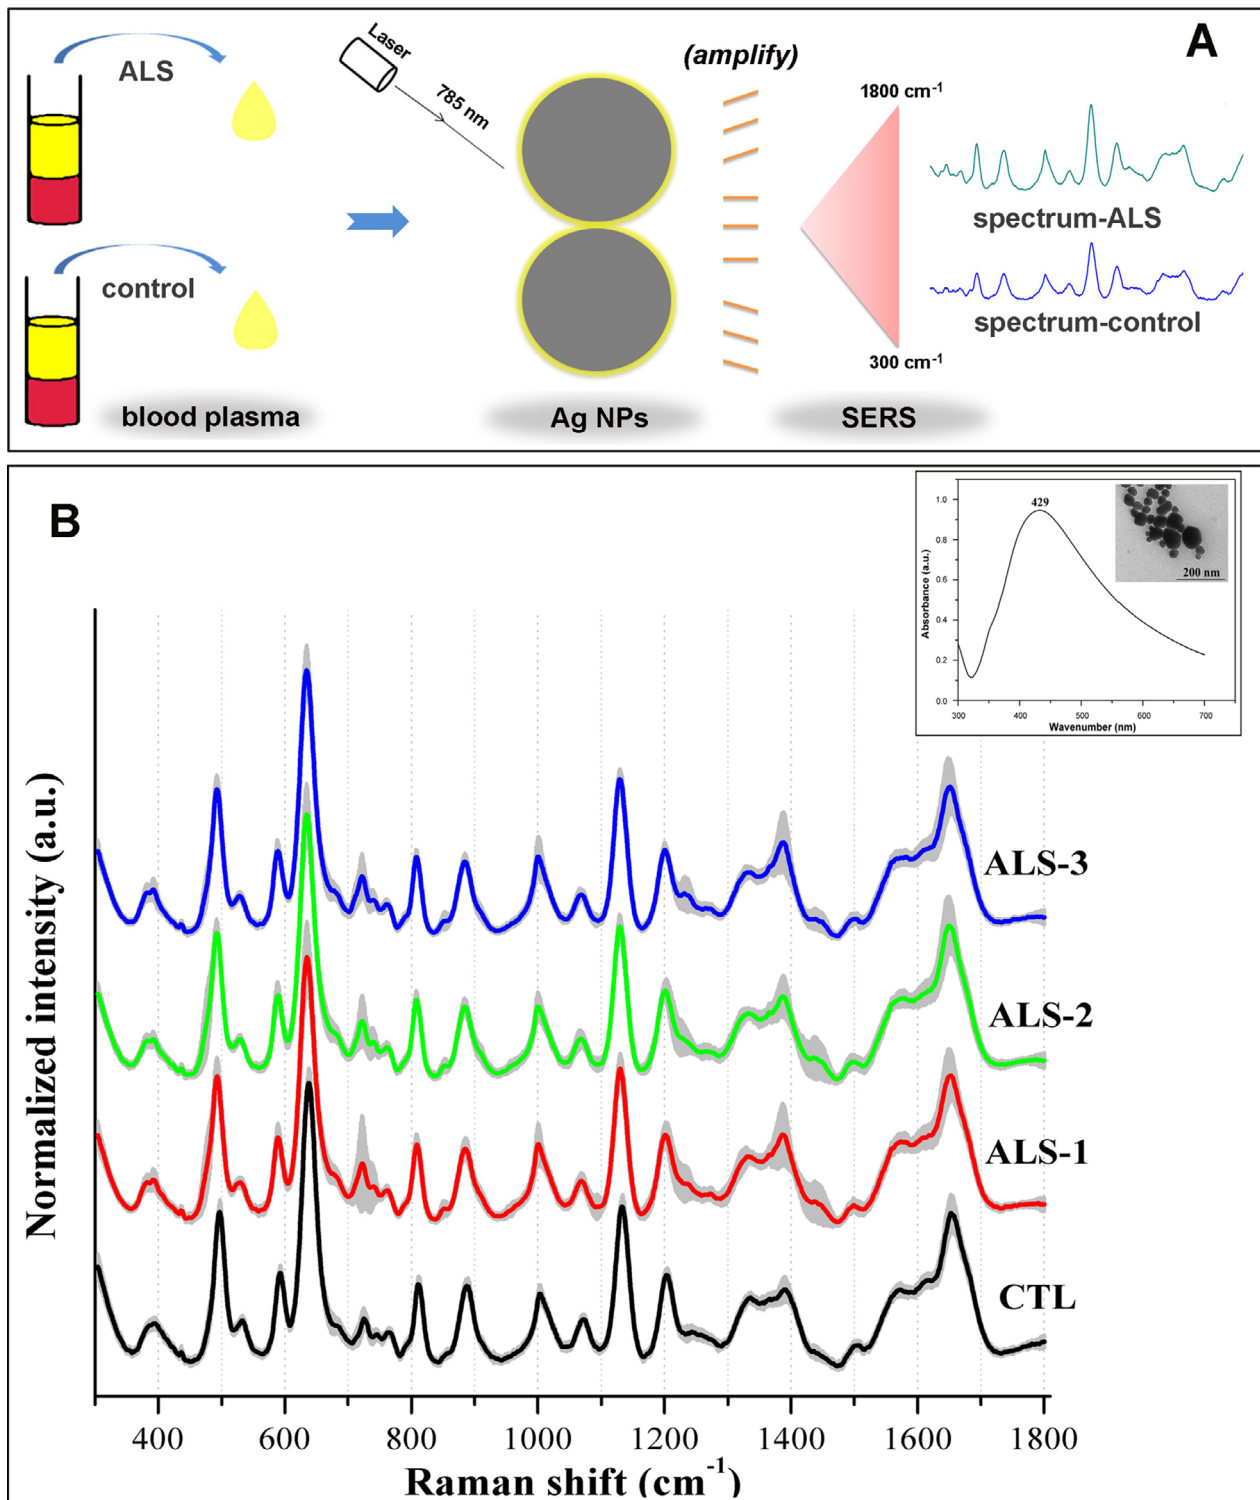 A
ALS
Laser
785 nm
(amplify)
1800 cm⁻¹
spectrum-ALS
control
spectrum-control
300 cm⁻¹
blood plasma
Ag NPs
SERS
B
429
200 nm
Absorbance (a.u.)
1.0
0.8
0.6
0.4
0.2
0.0
300 400 500 600 700
Wavenumber (nm)
Normalized intensity (a.u.)
ALS-3
ALS-2
ALS-1
CTL
400 600 800 1000 1200 1400 1600 1800
Raman shift (cm⁻¹)